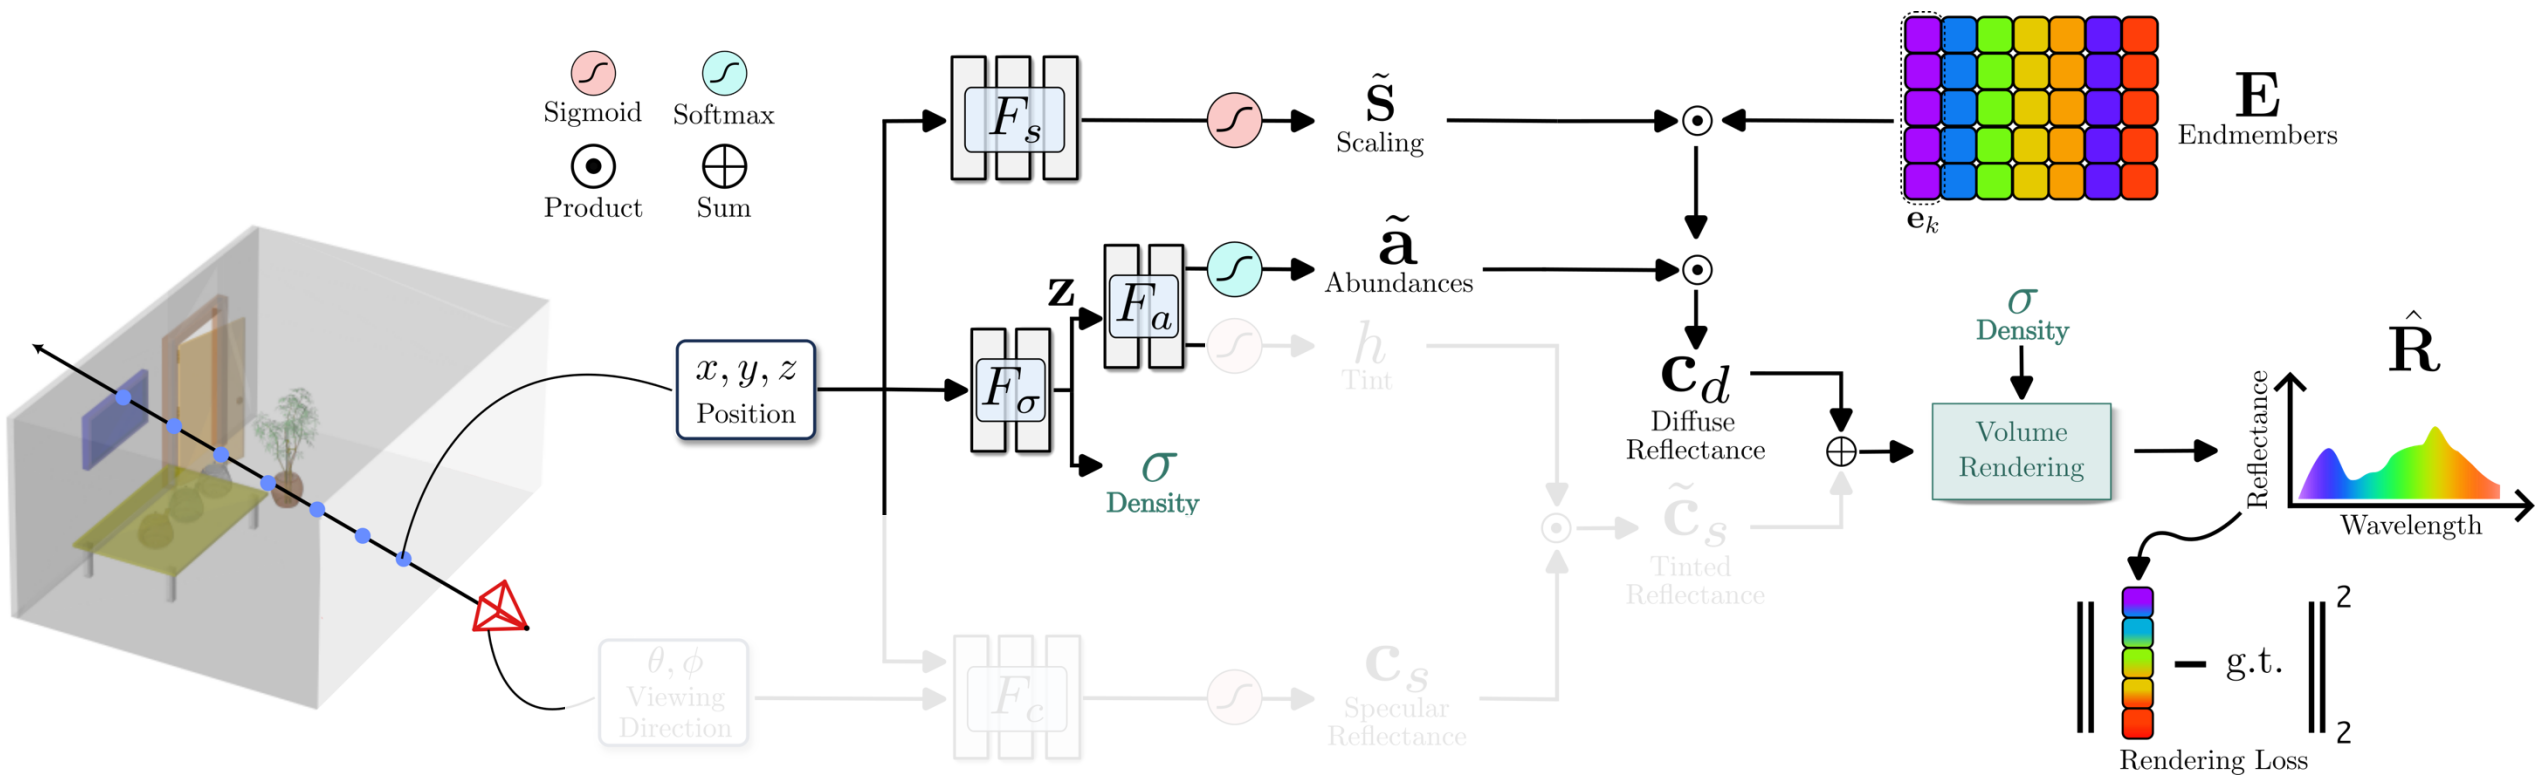 Sigmoid
Softmax
Product
Sum
F_s
s̃
Scaling
E
Endmembers
e_k
x, y, z
Position
F_σ
z
F_a
ã
Abundances
h
Tint
σ
Density
c_d
Diffuse
Reflectance
c̃_s
Tinted
Reflectance
θ, ϕ
Viewing
Direction
F_c
c_s
Specular
Reflectance
σ
Density
Volume
Rendering
R̂
Reflectance
Wavelength
2
− g.t.
2
Rendering Loss